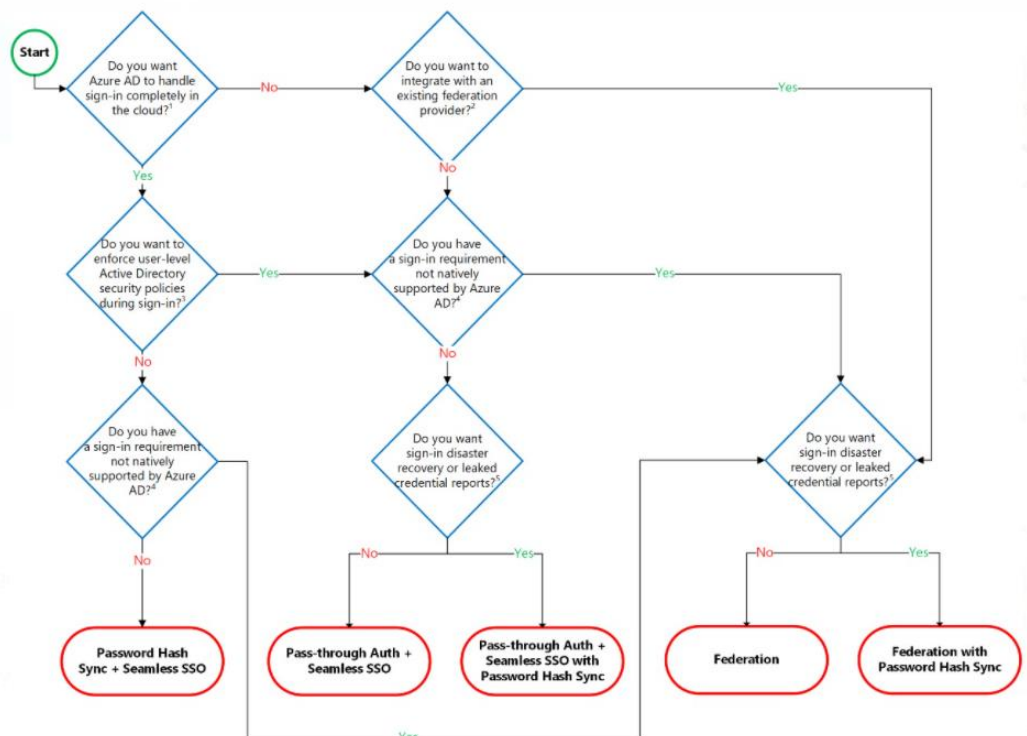 Start
Do you want
Azure AD to handle
sign-in completely in
the cloud?¹
No
Do you want to
integrate with an
existing federation
provider?²
Yes
Yes
No
Do you want to
enforce user-level
Active Directory
security policies
during sign-in?³
Yes
Do you have
a sign-in requirement
not natively
supported by Azure
AD?⁴
Yes
No
No
Do you have
a sign-in requirement
not natively
supported by Azure
AD?⁴
Do you want
sign-in disaster
recovery or leaked
credential reports?⁵
Do you want
sign-in disaster
recovery or leaked
credential reports?⁵
No
No
Yes
No
Yes
Password Hash
Sync + Seamless SSO
Pass-through Auth +
Seamless SSO
Pass-through Auth +
Seamless SSO with
Password Hash Sync
Federation
Federation with
Password Hash Sync
Yes